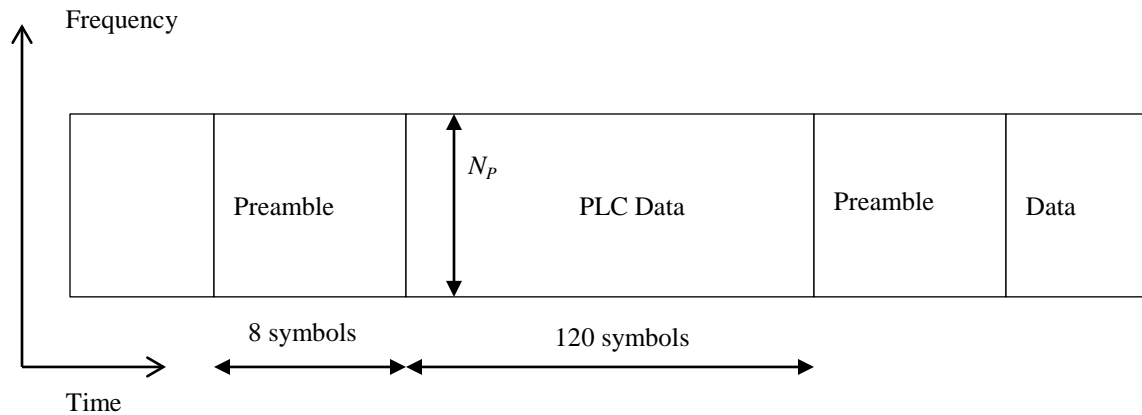 Frequency
N_P
Preamble
PLC Data
Preamble
Data
8 symbols
120 symbols
Time